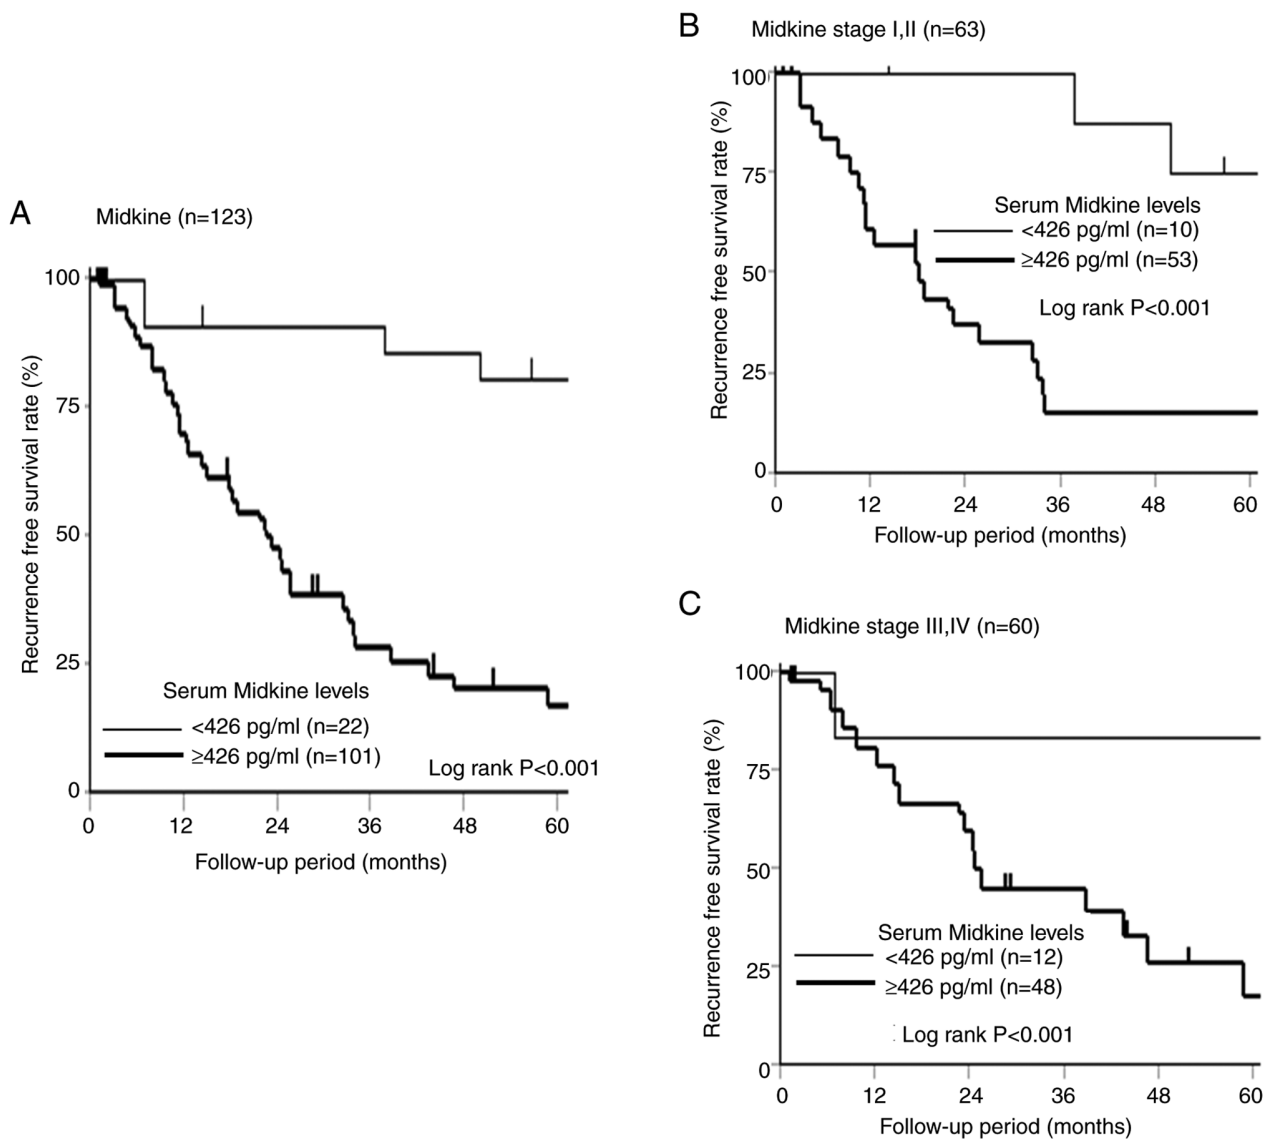 A
Midkine (n=123)
Recurrence free survival rate (%)
100
75
50
25
0
Serum Midkine levels
<426 pg/ml (n=22)
≥426 pg/ml (n=101)
Log rank P<0.001
0 12 24 36 48 60
Follow-up period (months)
B
Midkine stage I,II (n=63)
Recurrence free survival rate (%)
100
75
50
25
0
Serum Midkine levels
<426 pg/ml (n=10)
≥426 pg/ml (n=53)
Log rank P<0.001
0 12 24 36 48 60
Follow-up period (months)
C
Midkine stage III,IV (n=60)
Recurrence free survival rate (%)
100
75
50
25
0
Serum Midkine levels
<426 pg/ml (n=12)
≥426 pg/ml (n=48)
Log rank P<0.001
0 12 24 36 48 60
Follow-up period (months)